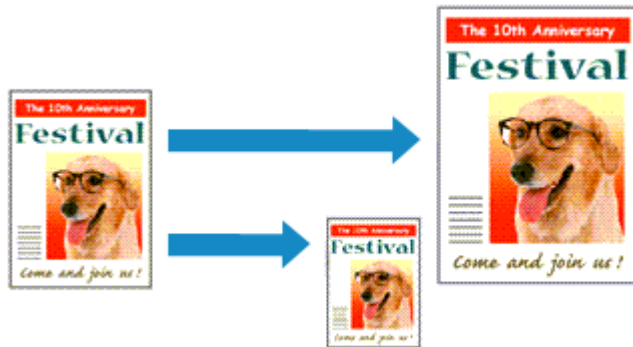 The 10th Anniversary
Festival
Come and join us !
The 10th Anniversary
Festival
Come and join us !
The 10th Anniversary
Festival
Come and join us !